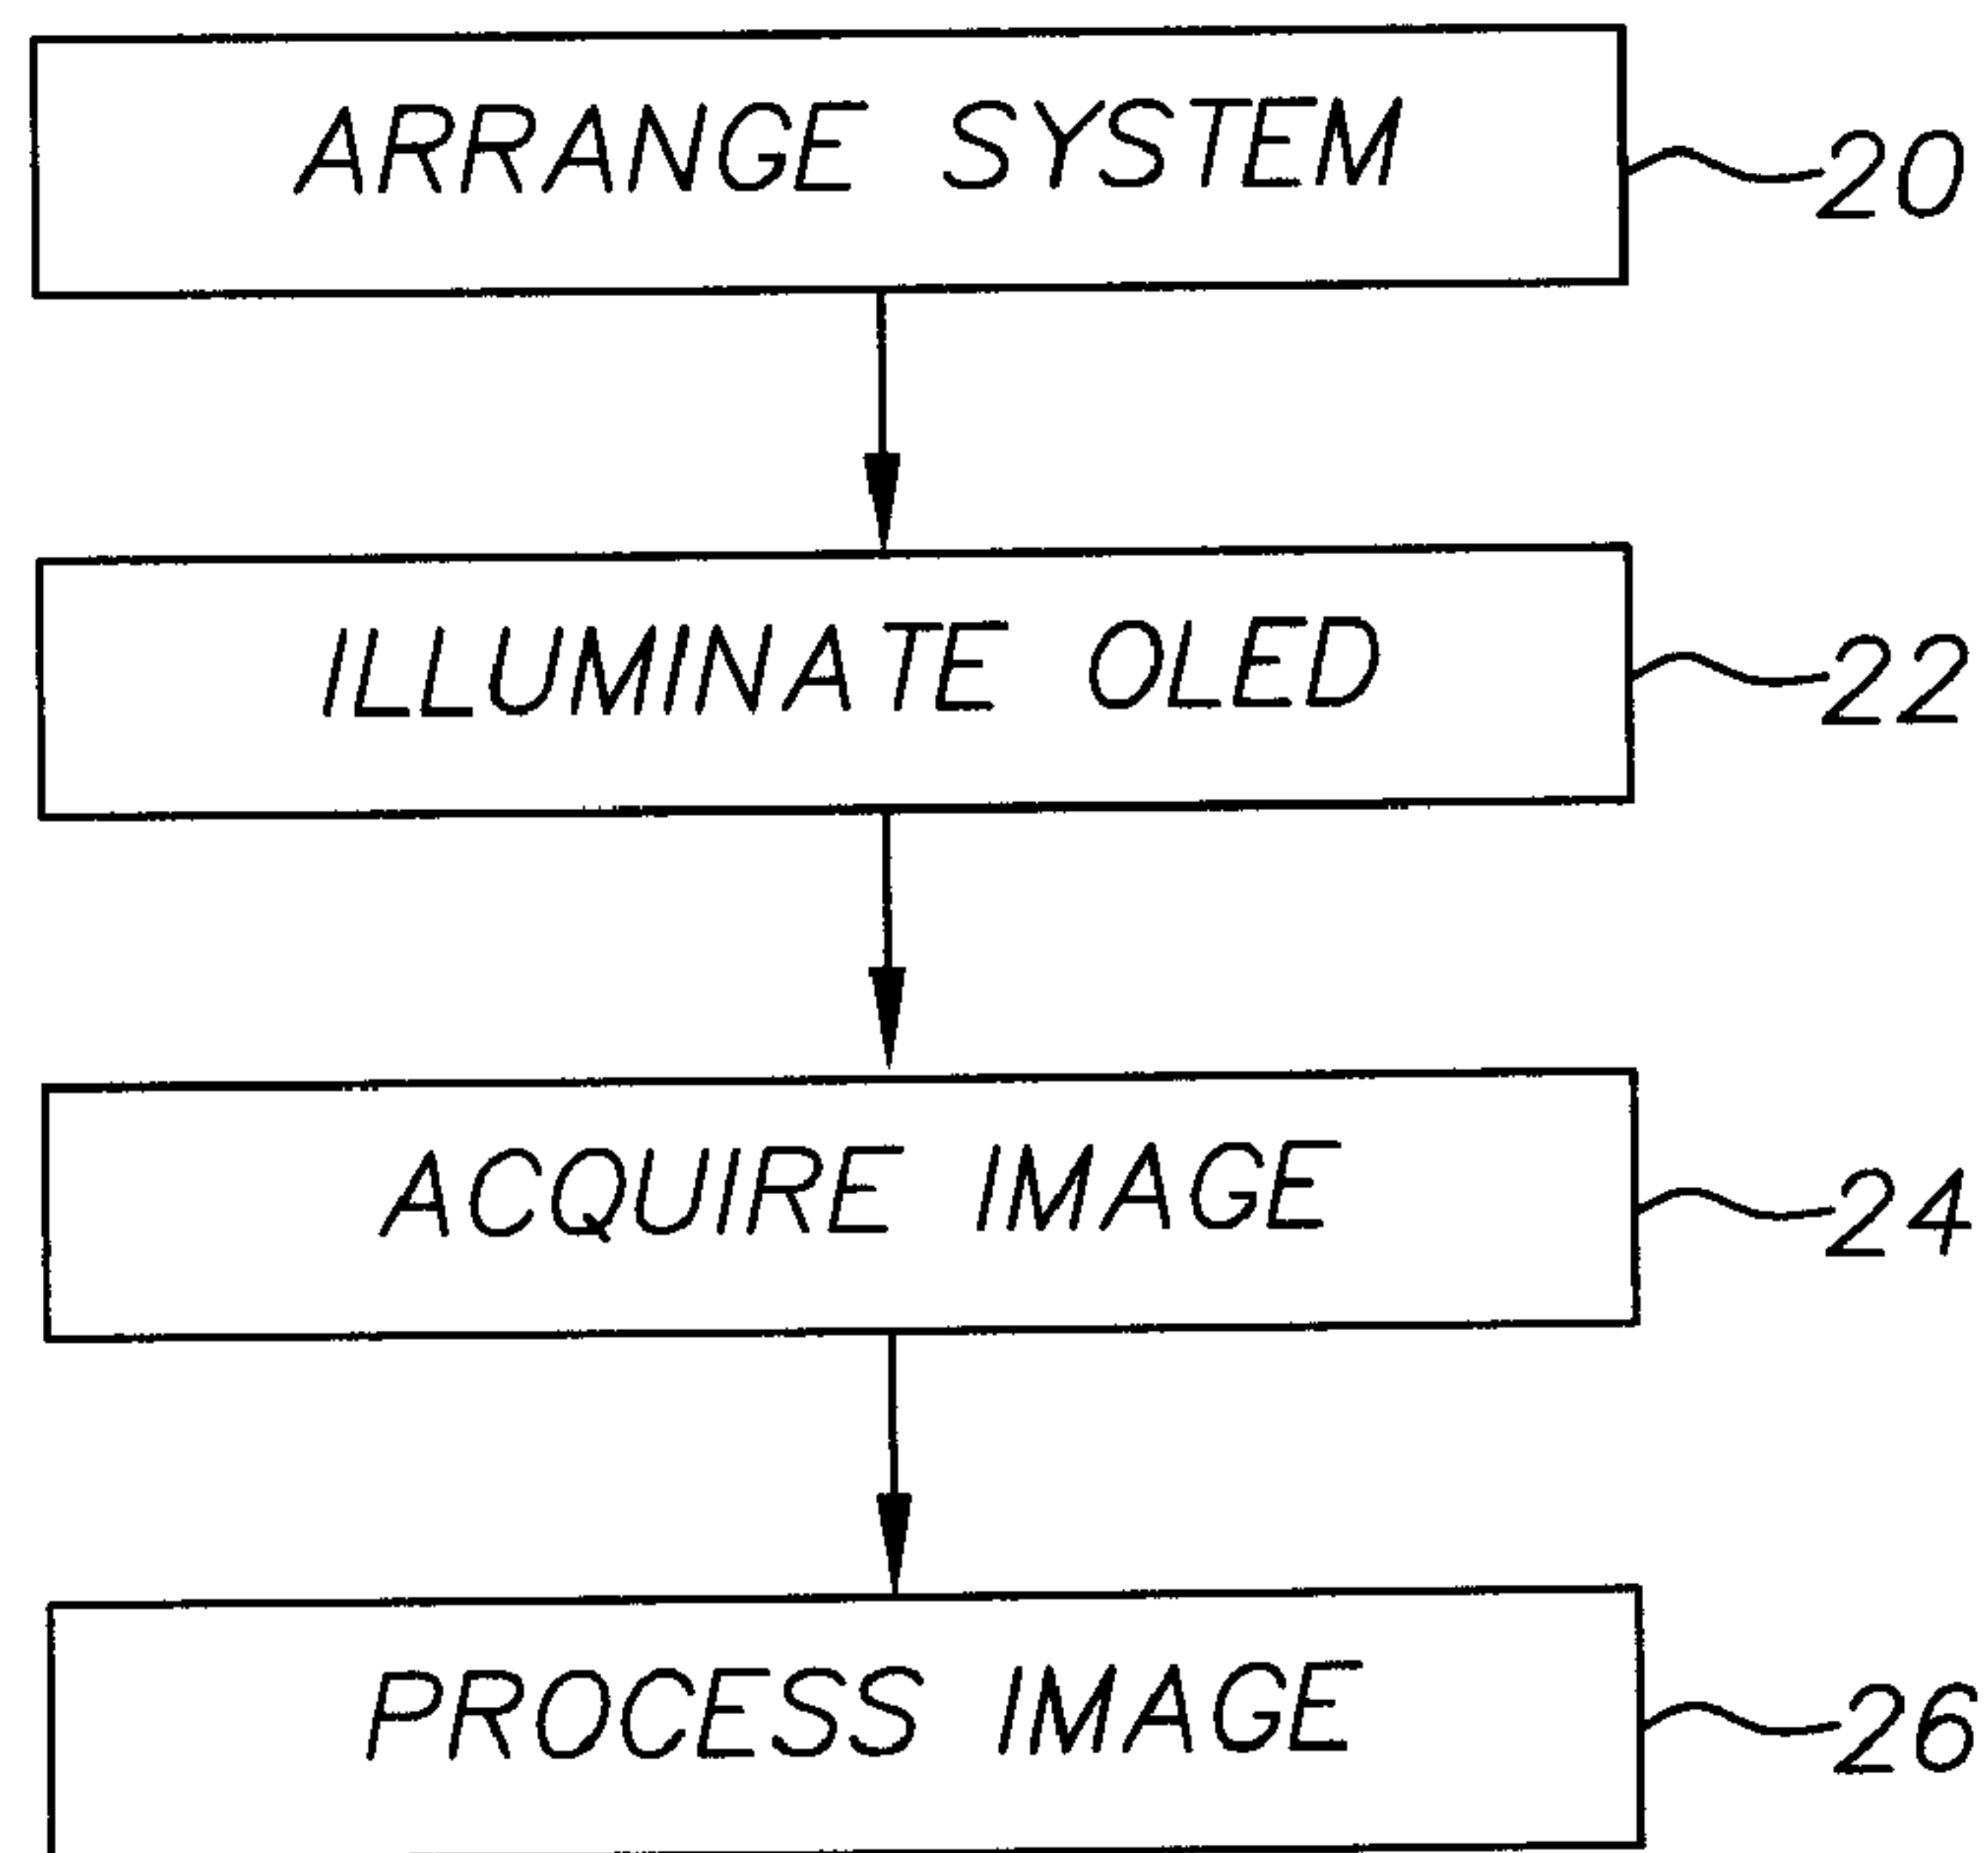 ARRANGE SYSTEM 20
ILLUMINATE OLED 22
ACQUIRE IMAGE 24
PROCESS IMAGE 26